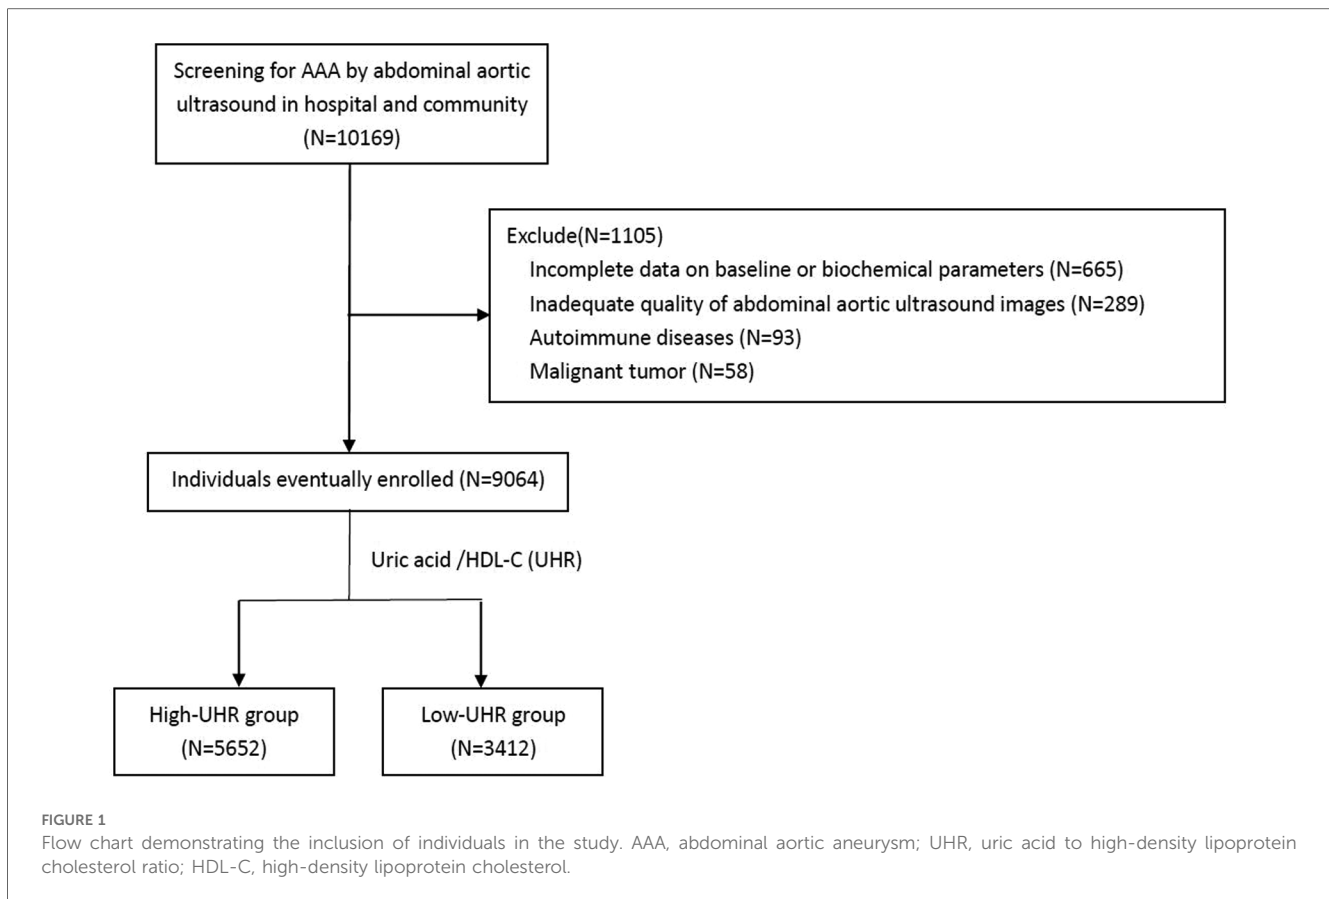 Screening for AAA by abdominal aortic
ultrasound in hospital and community
(N=10169)
Exclude(N=1105)
Incomplete data on baseline or biochemical parameters (N=665)
Inadequate quality of abdominal aortic ultrasound images (N=289)
Autoimmune diseases (N=93)
Malignant tumor (N=58)
Individuals eventually enrolled (N=9064)
Uric acid /HDL-C (UHR)
High-UHR group
(N=5652)
Low-UHR group
(N=3412)
FIGURE 1
Flow chart demonstrating the inclusion of individuals in the study. AAA, abdominal aortic aneurysm; UHR, uric acid to high-density lipoprotein
cholesterol ratio; HDL-C, high-density lipoprotein cholesterol.